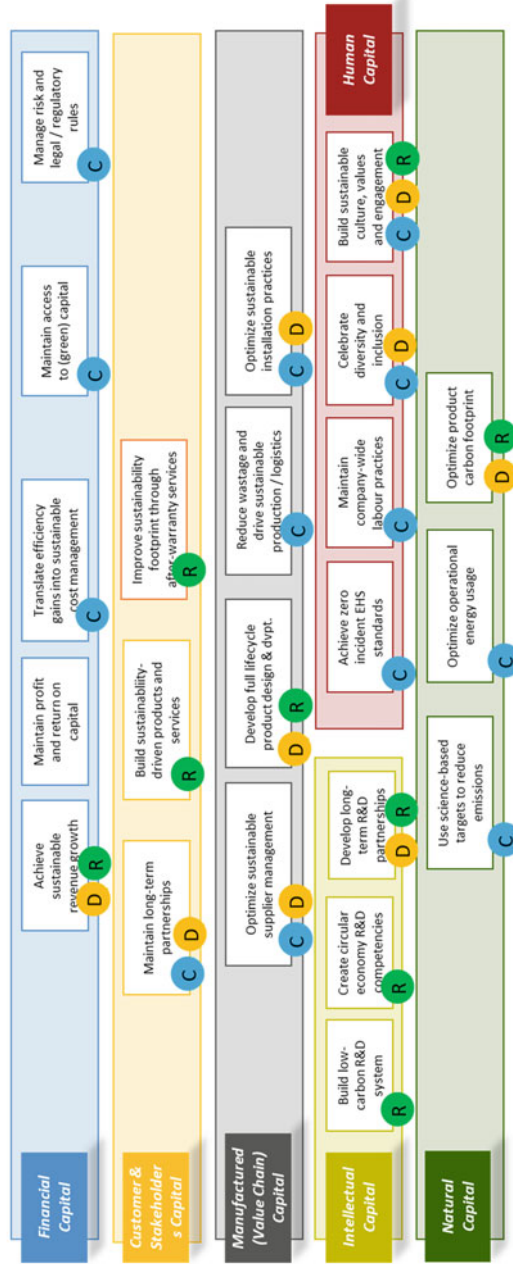 Financial
Capital
Achieve
sustainable
revenue growth
D
R
Maintain profit
and return on
capital
Translate efficiency
gains into sustainable
cost management
C
Maintain access
to (green) capital
C
Manage risk and
legal / regulatory
rules
C
Customer &
Stakeholder
s Capital
Maintain long-term
partnerships
C
D
Build sustainability-
driven products and
services
R
Improve sustainability
footprint through
after-warranty services
R
Manufactured
(Value Chain)
Capital
Optimize sustainable
supplier management
C
D
Develop full lifecycle
product design & dvpt.
D
R
Reduce wastage and
drive sustainable
production / logistics
C
Optimize sustainable
installation practices
C
D
Intellectual
Capital
Build low-
carbon R&D
system
R
Create circular
economy R&D
competencies
R
Develop long-
term R&D
partnerships
D
R
Achieve zero
incident EHS
standards
C
Maintain
company-wide
labour practices
C
Celebrate
diversity and
inclusion
C
D
Build sustainable
culture, values
and engagement
C
D
R
Human
Capital
Natural
Capital
Use science-based
targets to reduce
emissions
C
Optimize operational
energy usage
C
Optimize product
carbon footprint
D
R